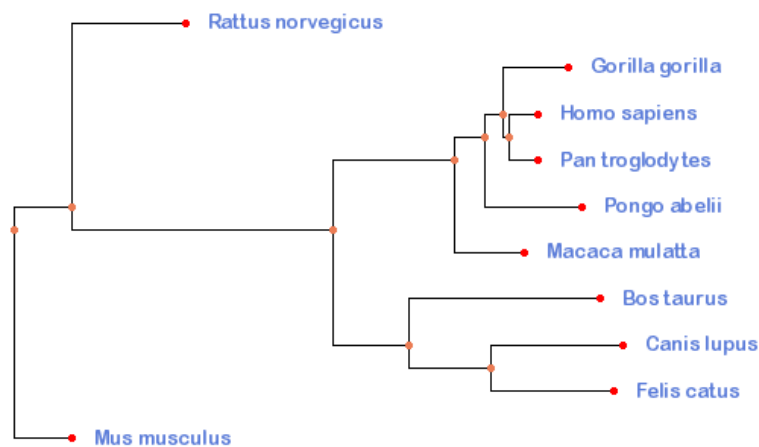 Rattus norvegicus
Gorilla gorilla
Homo sapiens
Pan troglodytes
Pongo abelii
Macaca mulatta
Bos taurus
Canis lupus
Felis catus
Mus musculus